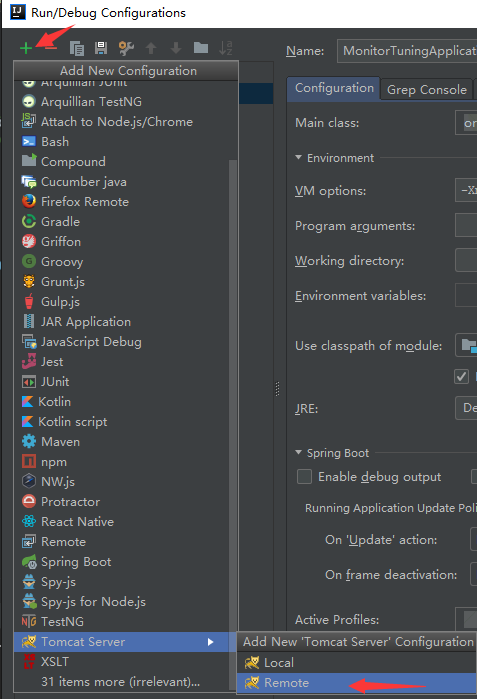 Run/Debug Configurations
Name: MonitorTuningApplicat
Add New Configuration
Arquillian JUnit
Arquillian TestNG
Attach to Node.js/Chrome
Bash
Compound
Cucumber java
Firefox Remote
Gradle
Griffon
Groovy
Grunt.js
Gulp.js
JAR Application
JavaScript Debug
Jest
JUnit
Kotlin
Kotlin script
Maven
npm
NW.js
Protractor
React Native
Remote
Spring Boot
Spy-js
Spy-js for Node.js
TestNG
Tomcat Server
XSLT
31 items more (irrelevant)...
Configuration
Grep Console
Main class: or
Environment
VM options: -Xm
Program arguments:
Working directory:
Environment variables:
Use classpath of module:
JRE: De
Spring Boot
Enable debug output
Running Application Update Poli
On 'Update' action:
On frame deactivation:
Active Profiles:
Add New 'Tomcat Server' Configuration
Local
Remote